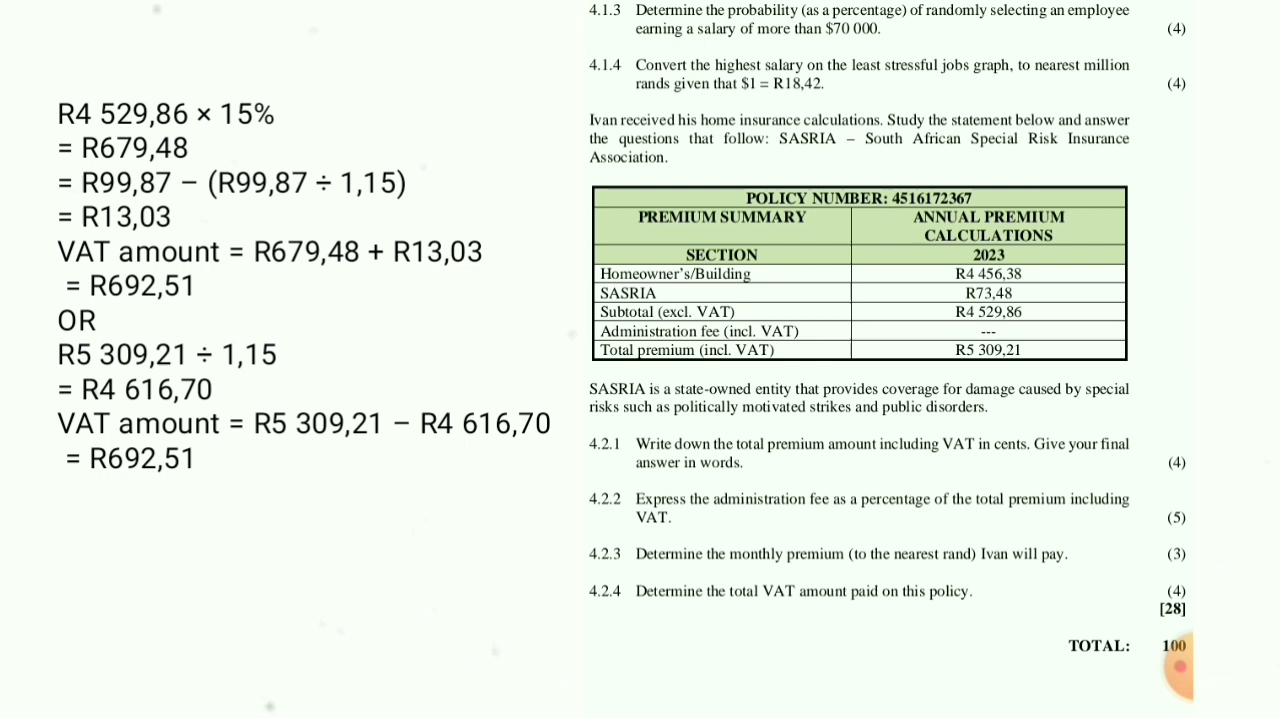 R4 529,86 × 15%
= R679,48
= R99,87 – (R99,87 ÷ 1,15)
= R13,03
VAT amount = R679,48 + R13,03
= R692,51
OR
R5 309,21 ÷ 1,15
= R4 616,70
VAT amount = R5 309,21 – R4 616,70
= R692,51
4.1.3 Determine the probability (as a percentage) of randomly selecting an employee
earning a salary of more than $70 000. (4)
4.1.4 Convert the highest salary on the least stressful jobs graph, to nearest million
rands given that $1 = R18,42. (4)
Ivan received his home insurance calculations. Study the statement below and answer
the questions that follow: SASRIA – South African Special Risk Insurance
Association.
POLICY NUMBER: 4516172367
PREMIUM SUMMARY ANNUAL PREMIUM
CALCULATIONS
SECTION 2023
Homeowner's/Building R4 456,38
SASRIA R73,48
Subtotal (excl. VAT) R4 529,86
Administration fee (incl. VAT) ---
Total premium (incl. VAT) R5 309,21
SASRIA is a state-owned entity that provides coverage for damage caused by special
risks such as politically motivated strikes and public disorders.
4.2.1 Write down the total premium amount including VAT in cents. Give your final
answer in words. (4)
4.2.2 Express the administration fee as a percentage of the total premium including
VAT. (5)
4.2.3 Determine the monthly premium (to the nearest rand) Ivan will pay. (3)
4.2.4 Determine the total VAT amount paid on this policy. (4)
[28]
TOTAL: 100